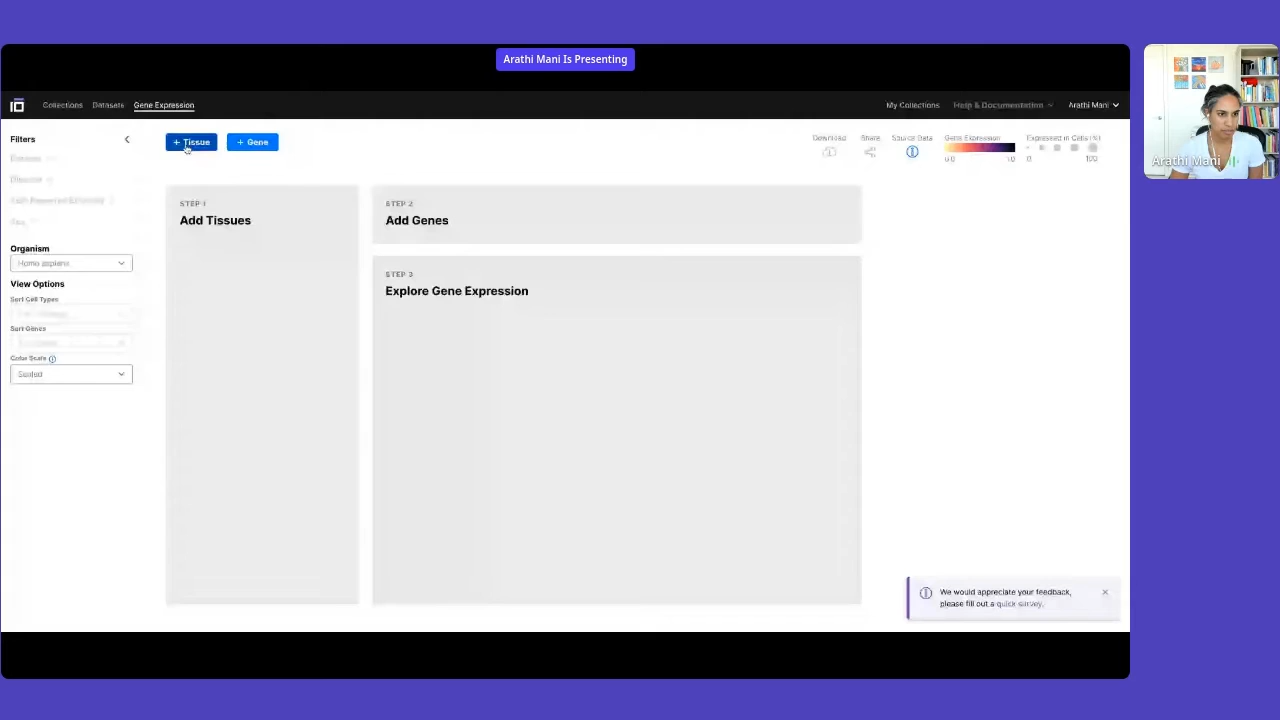 Arathi Mani Is Presenting
Collections Datasets Gene Expression
My Collections Help & Documentation Arathi Mani
Filters
+ Tissue + Gene
Download Share Source Data Gene Expression Expressed in Cells (%)
0.0 1.0 0 100
Arathi Mani
STEP 1
Add Tissues
STEP 2
Add Genes
Organism
Homo sapiens
View Options
Sort Cell Types
Sort Genes
Color Scale
Scaled
STEP 3
Explore Gene Expression
We would appreciate your feedback,
please fill out a quick survey.